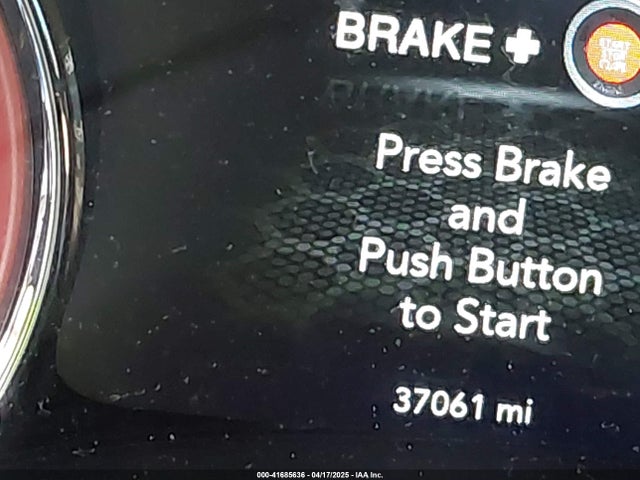 BRAKE +
Press Brake
and
Push Button
to Start
37061 mi
000-41685636 - 04/17/2025 - IAA Inc.